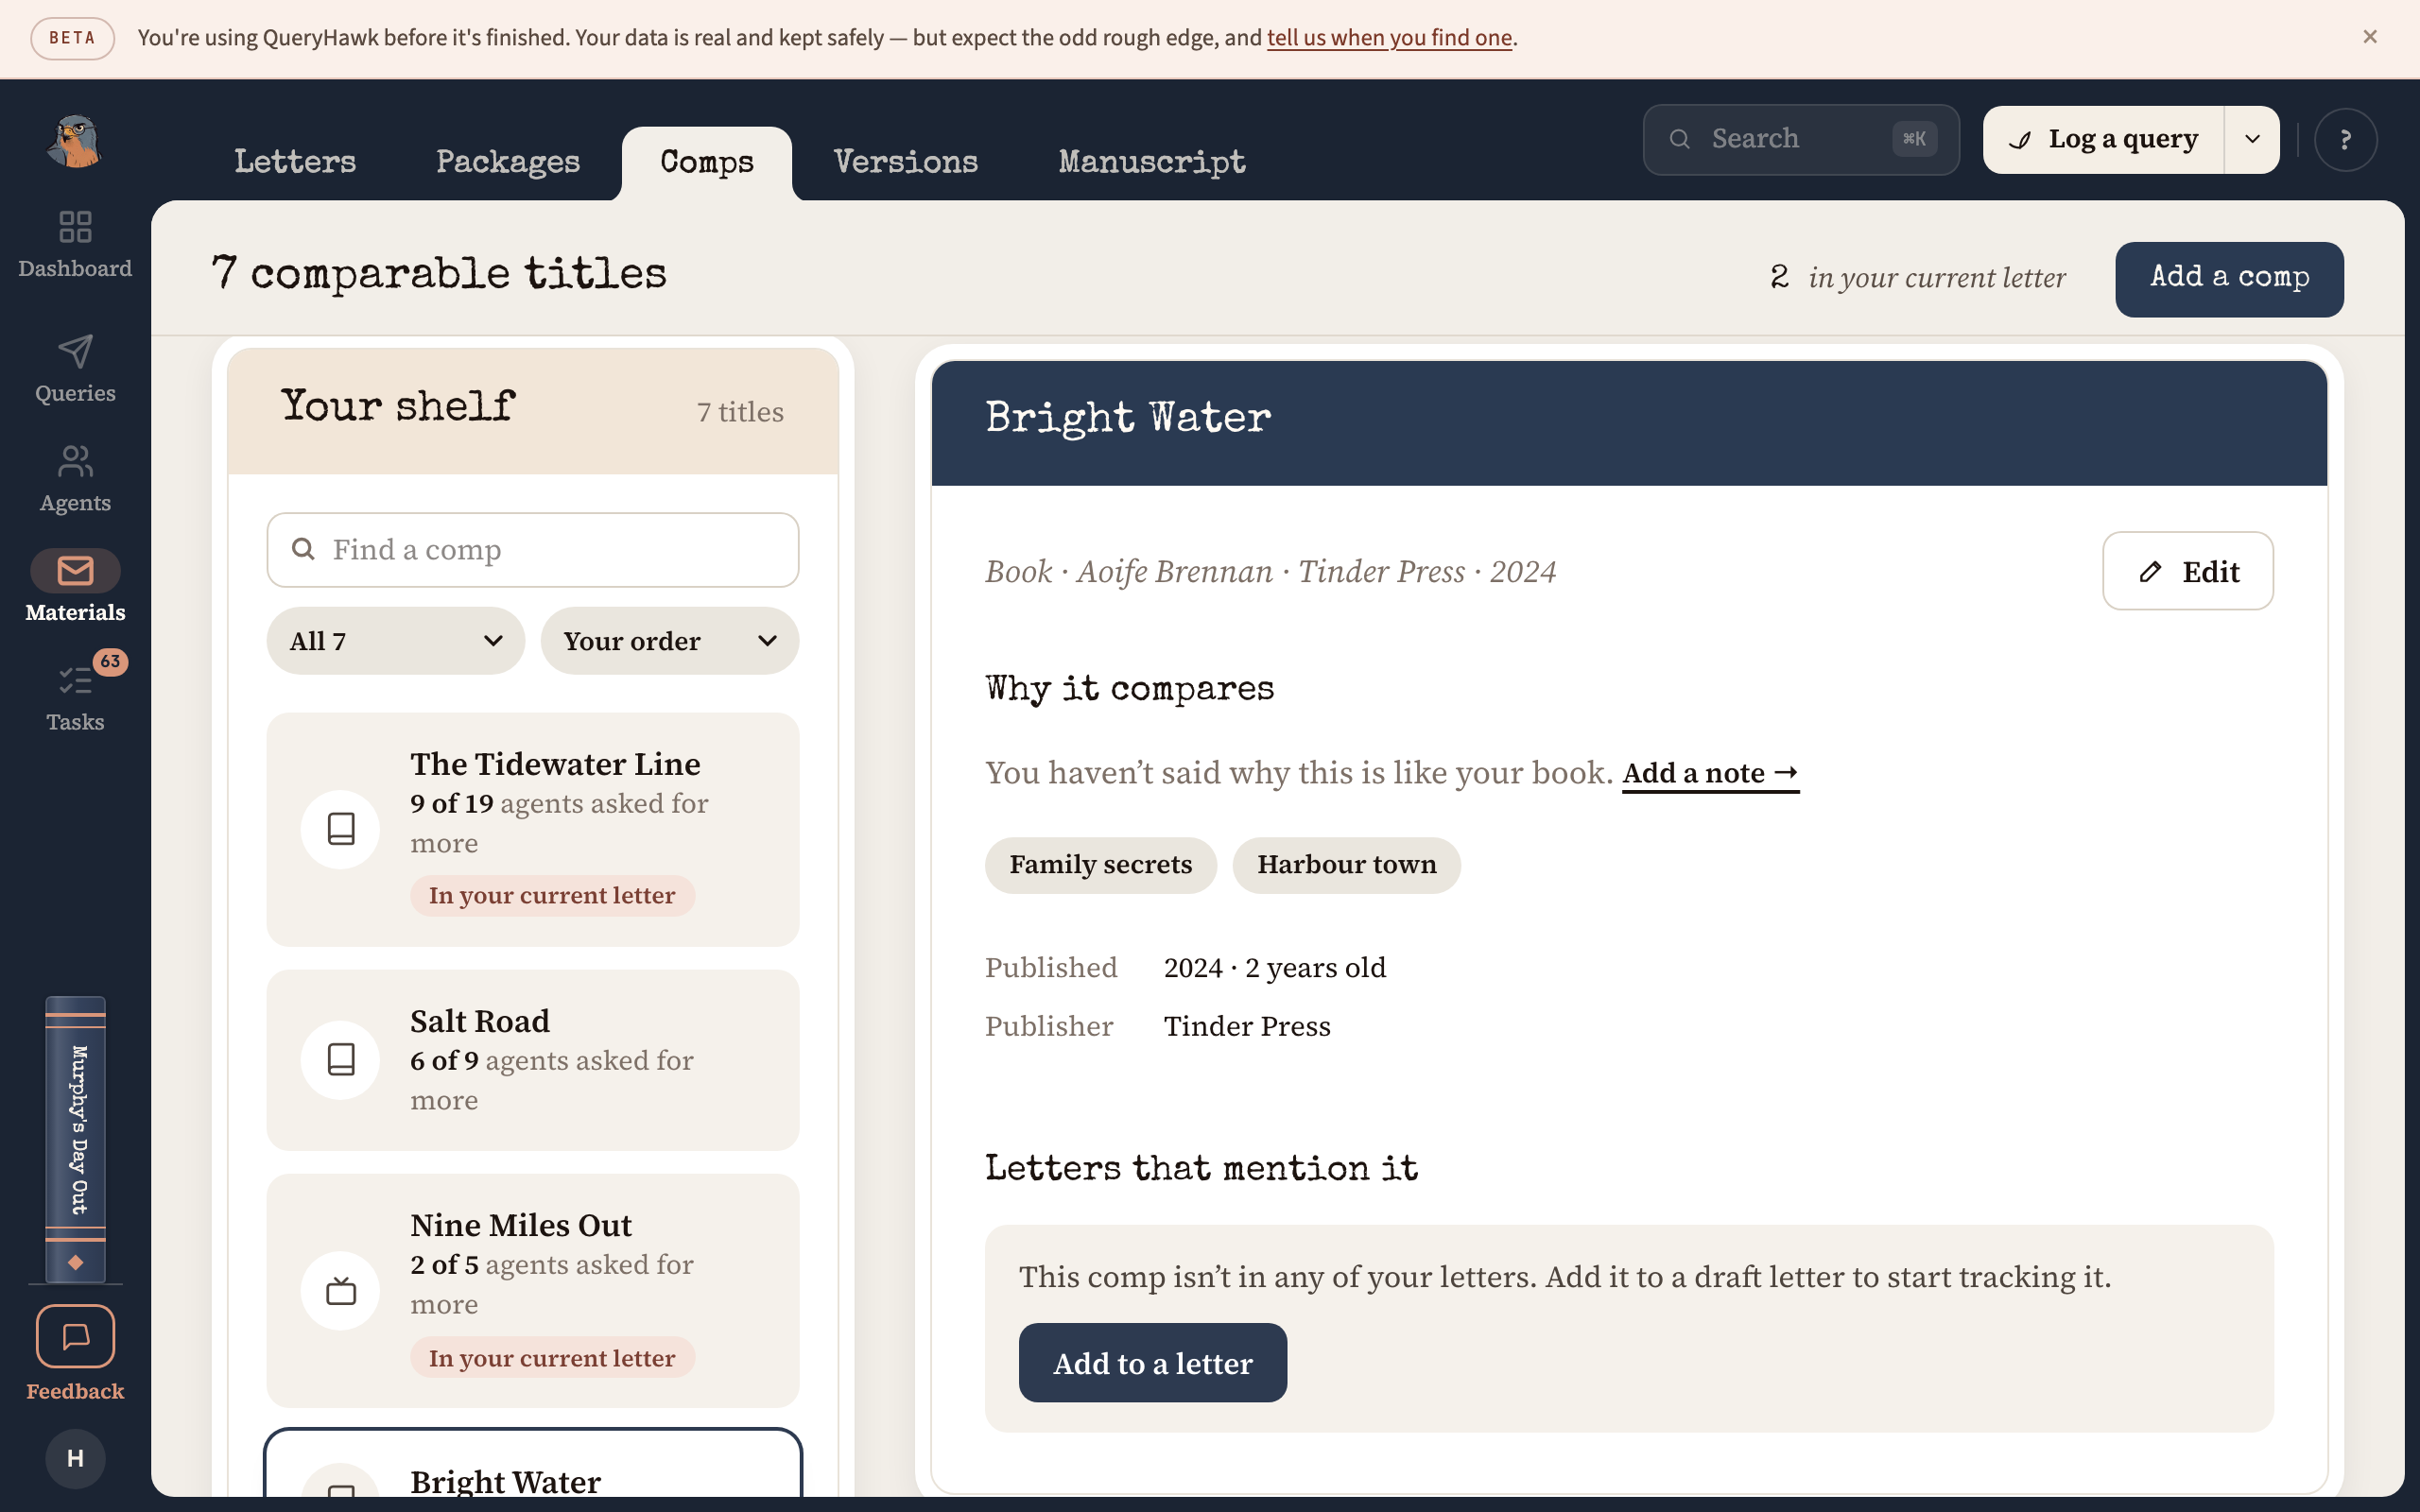 BETA
You're using QueryHawk before it's finished. Your data is real and kept safely — but expect the odd rough edge, and tell us when you find one.
×
Letters
Packages
Comps
Versions
Manuscript
Search
⌘K
Log a query
?
Dashboard
Queries
Agents
Materials
63
Tasks
Murphy's Day Out
Feedback
H
7 comparable titles
2 in your current letter
Add a comp
Your shelf
7 titles
Find a comp
All 7
Your order
The Tidewater Line
9 of 19 agents asked for
more
In your current letter
Salt Road
6 of 9 agents asked for
more
Nine Miles Out
2 of 5 agents asked for
more
In your current letter
Bright Water
Bright Water
Book · Aoife Brennan · Tinder Press · 2024
Edit
Why it compares
You haven’t said why this is like your book. Add a note →
Family secrets
Harbour town
Published 2024 · 2 years old
Publisher Tinder Press
Letters that mention it
This comp isn’t in any of your letters. Add it to a draft letter to start tracking it.
Add to a letter